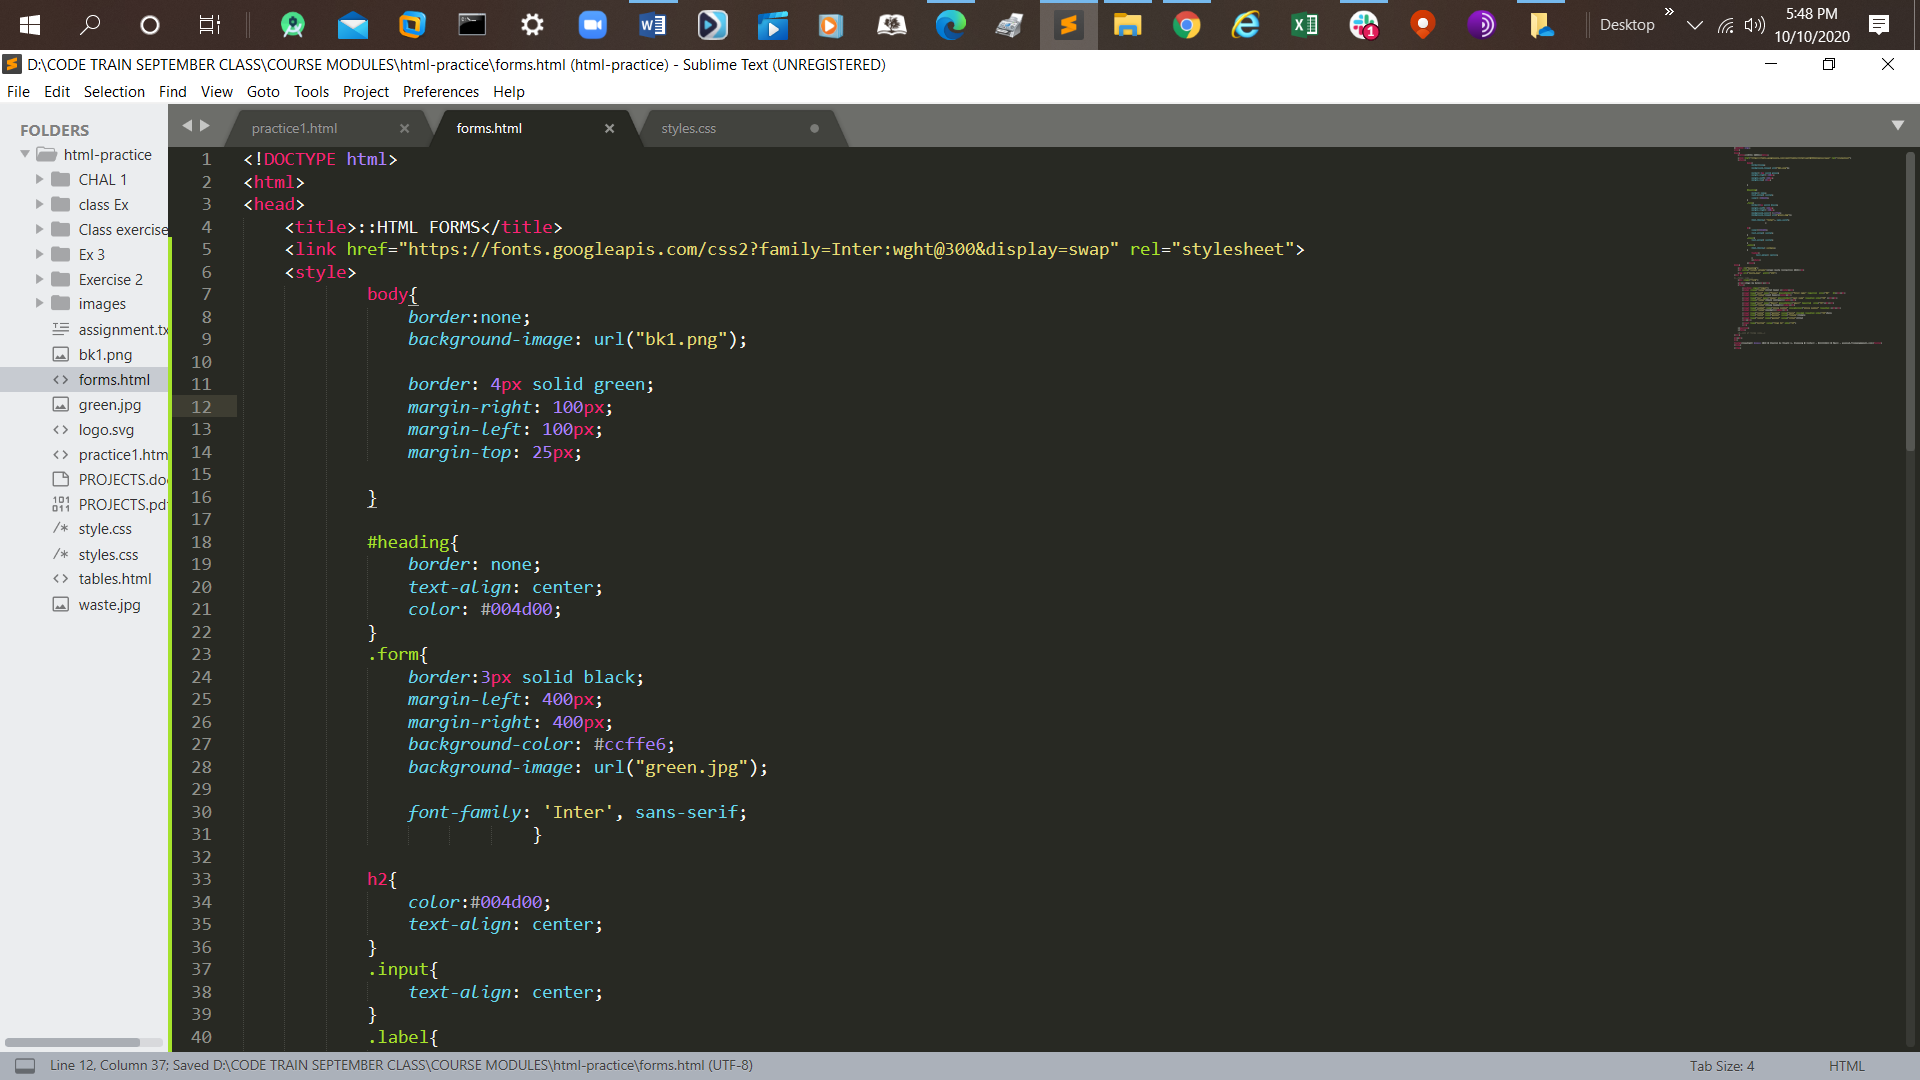 Desktop
»
5:48 PM
10/10/2020
1
D:\CODE TRAIN SEPTEMBER CLASS\COURSE MODULES\html-practice\forms.html (html-practice) - Sublime Text (UNREGISTERED)
File Edit Selection Find View Goto Tools Project Preferences Help
FOLDERS
html-practice
CHAL 1
class Ex
Class exercise
Ex 3
Exercise 2
images
assignment.tx
bk1.png
forms.html
green.jpg
logo.svg
practice1.htm
PROJECTS.do
PROJECTS.pd
style.css
styles.css
tables.html
waste.jpg
practice1.html
forms.html
styles.css
1 <!DOCTYPE html>
2 <html>
3 <head>
4 <title>::HTML FORMS</title>
5 <link href="https://fonts.googleapis.com/css2?family=Inter:wght@300&display=swap" rel="stylesheet">
6 <style>
7 body{
8 border:none;
9 background-image: url("bk1.png");
10
11 border: 4px solid green;
12 margin-right: 100px;
13 margin-left: 100px;
14 margin-top: 25px;
15
16 }
17
18 #heading{
19 border: none;
20 text-align: center;
21 color: #004d00;
22 }
23 .form{
24 border:3px solid black;
25 margin-left: 400px;
26 margin-right: 400px;
27 background-color: #ccffe6;
28 background-image: url("green.jpg");
29
30 font-family: 'Inter', sans-serif;
31 }
32
33 h2{
34 color:#004d00;
35 text-align: center;
36 }
37 .input{
38 text-align: center;
39 }
40 .label{
Line 12, Column 37; Saved D:\CODE TRAIN SEPTEMBER CLASS\COURSE MODULES\html-practice\forms.html (UTF-8)
Tab Size: 4
HTML